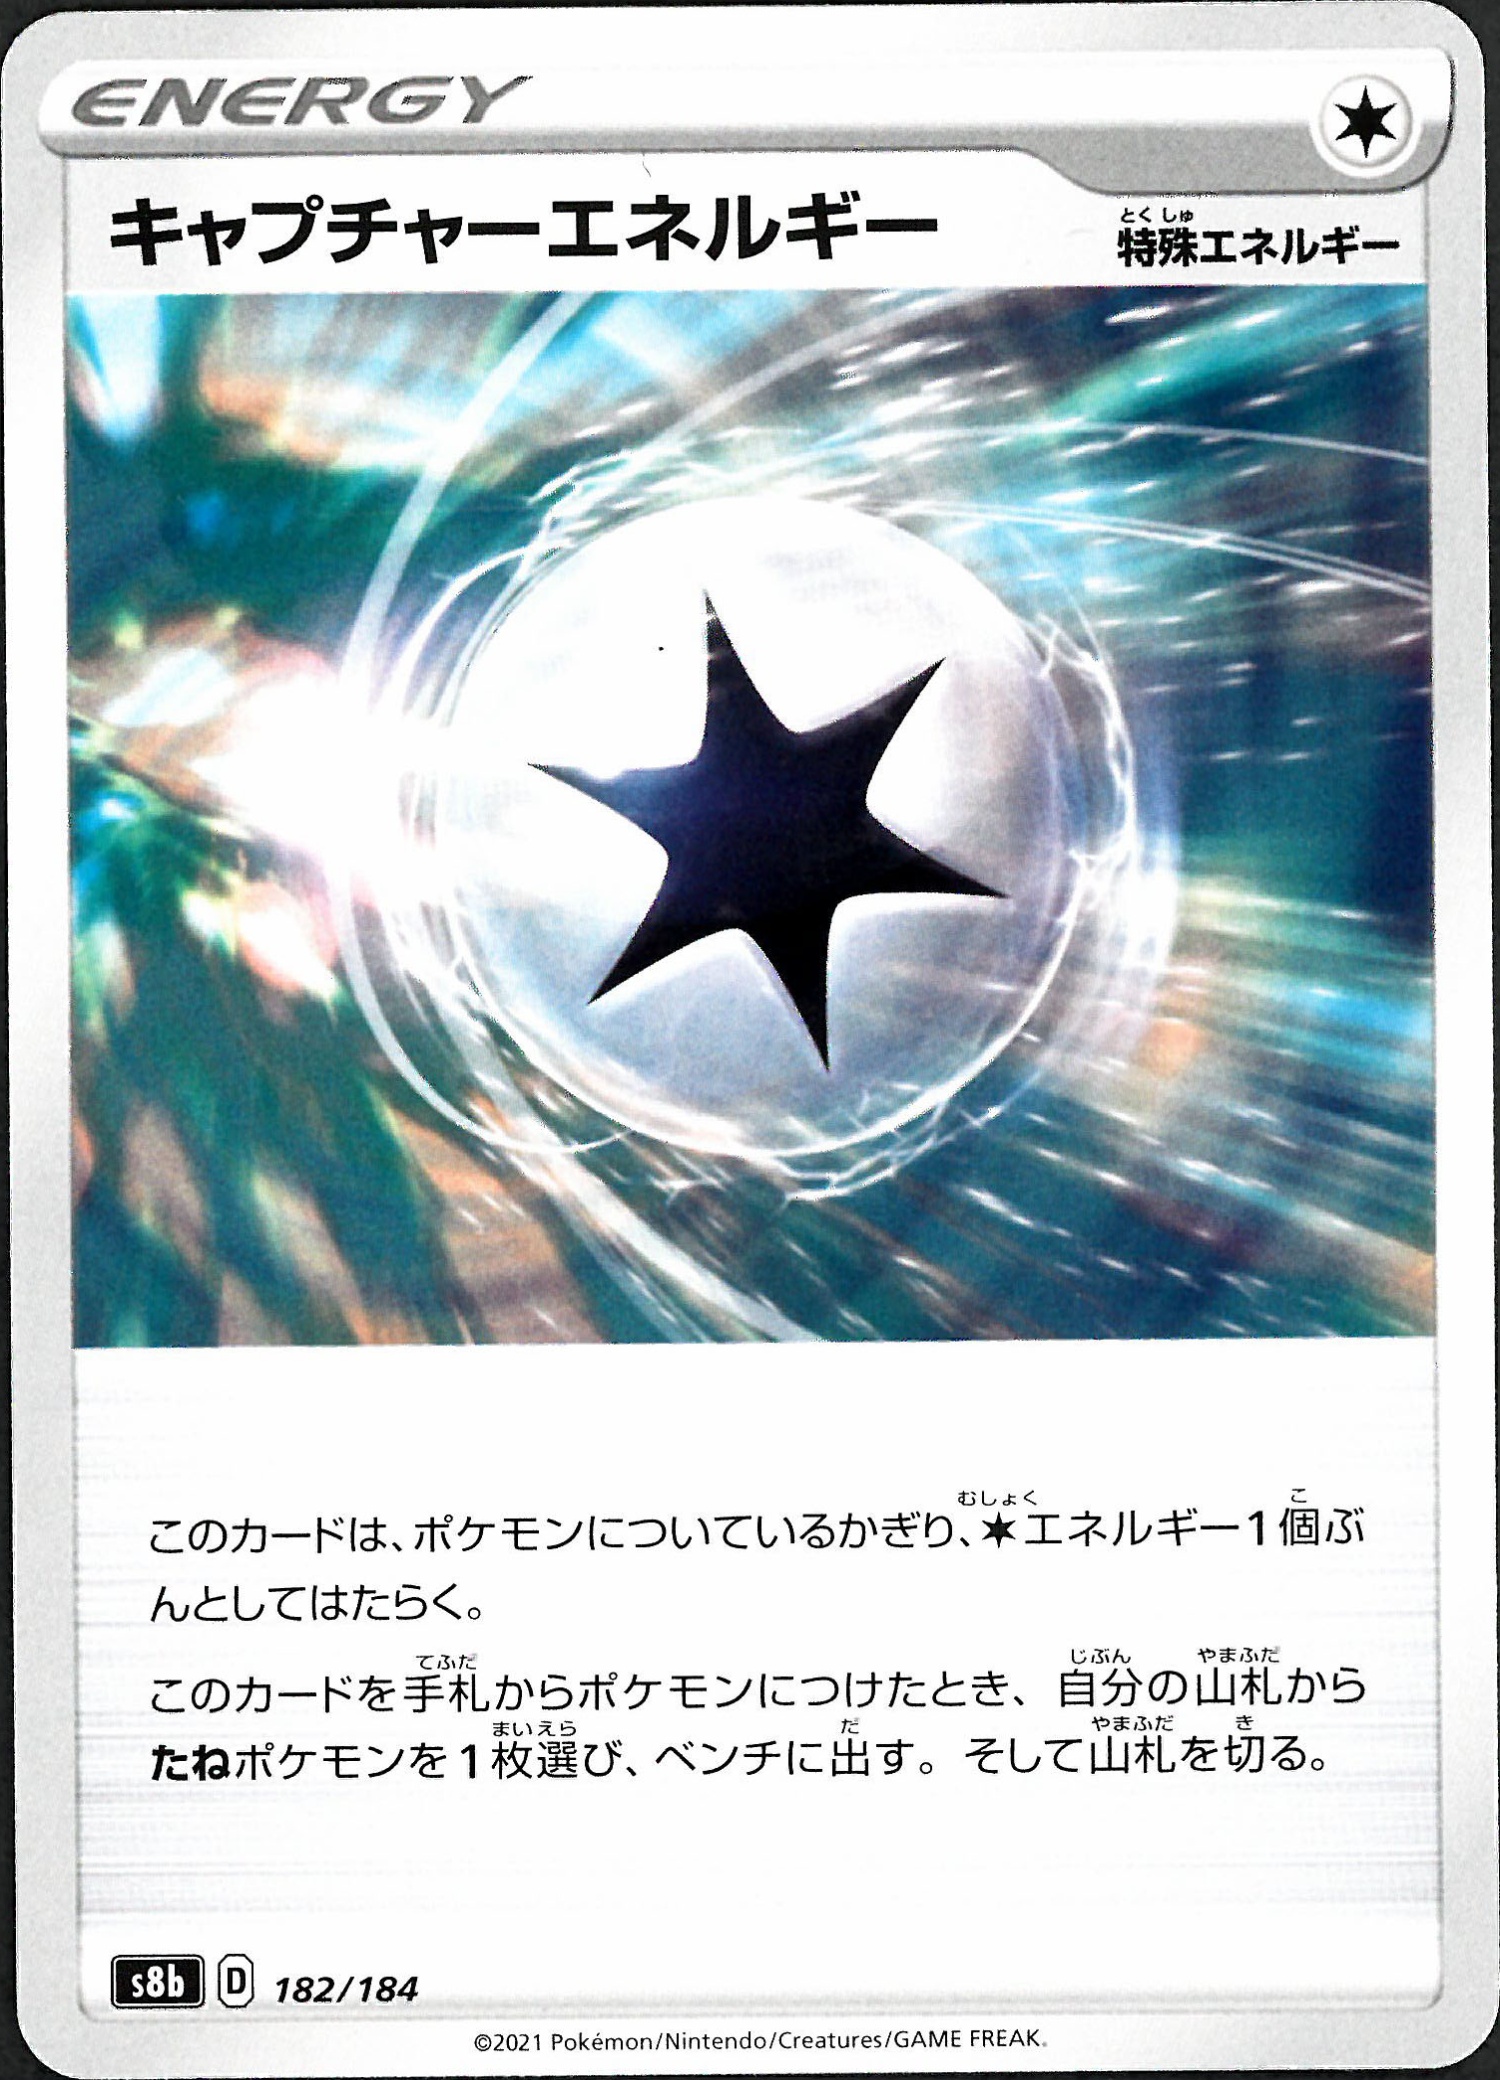 ENERGY
キャプチャーエネルギー
とくしゅ
特殊エネルギー
むしょく こ
このカードは、ポケモンについているかぎり、✶エネルギー1個ぶ
んとしてはたらく。
てふだ じぶん やまふだ
このカードを手札からポケモンにつけたとき、自分の山札から
まいえら だ やまふだ き
たねポケモンを1枚選び、ベンチに出す。そして山札を切る。
s8b D 182/184
©2021 Pokémon/Nintendo/Creatures/GAME FREAK.